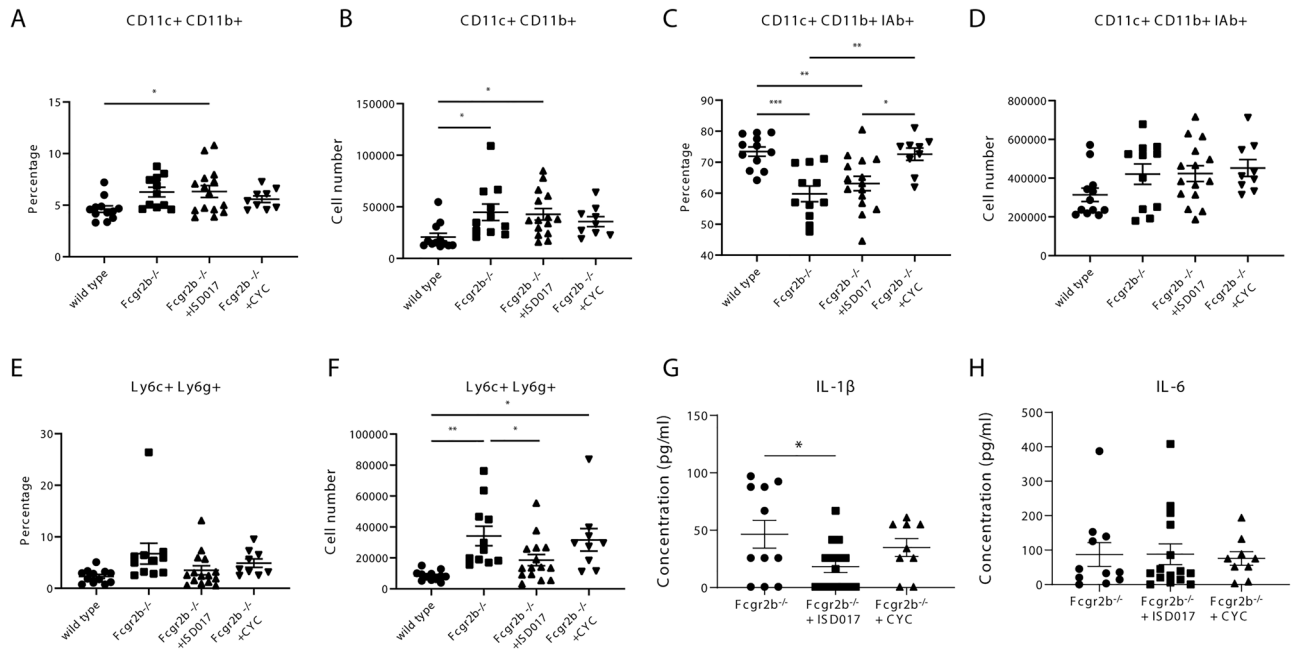 A
CD11c+ CD11b+
Percentage
15
10
5
0
*
wild type
Fcgr2b-/-
Fcgr2b -/-
+ISD017
Fcgr2b -/-
+CYC
B
CD11c+ CD11b+
Cell number
150000
100000
50000
0
*
*
wild type
Fcgr2b-/-
Fcgr2b -/-
+ISD017
Fcgr2b -/-
+CYC
C
CD11c+ CD11b+ IAb+
Percentage
90
80
70
60
50
40
**
**
***
*
wild type
Fcgr2b-/-
Fcgr2b -/-
+ISD017
Fcgr2b -/-
+CYC
D
CD11c+ CD11b+ IAb+
Cell number
800000
600000
400000
200000
0
wild type
Fcgr2b-/-
Fcgr2b -/-
+ISD017
Fcgr2b -/-
+CYC
E
Ly6c+ Ly6g+
Percentage
30
20
10
0
wild type
Fcgr2b-/-
Fcgr2b -/-
+ISD017
Fcgr2b -/-
+CYC
F
Ly6c+ Ly6g+
Cell number
100000
80000
60000
40000
20000
0
*
**
*
wild type
Fcgr2b-/-
Fcgr2b -/-
+ISD017
Fcgr2b -/-
+CYC
G
IL-1β
Concentration (pg/ml)
150
100
50
0
*
Fcgr2b-/-
Fcgr2b-/-
+ ISD017
Fcgr2b-/-
+ CYC
H
IL-6
Concentration (pg/ml)
500
400
300
200
100
0
Fcgr2b-/-
Fcgr2b-/-
+ ISD017
Fcgr2b-/-
+ CYC